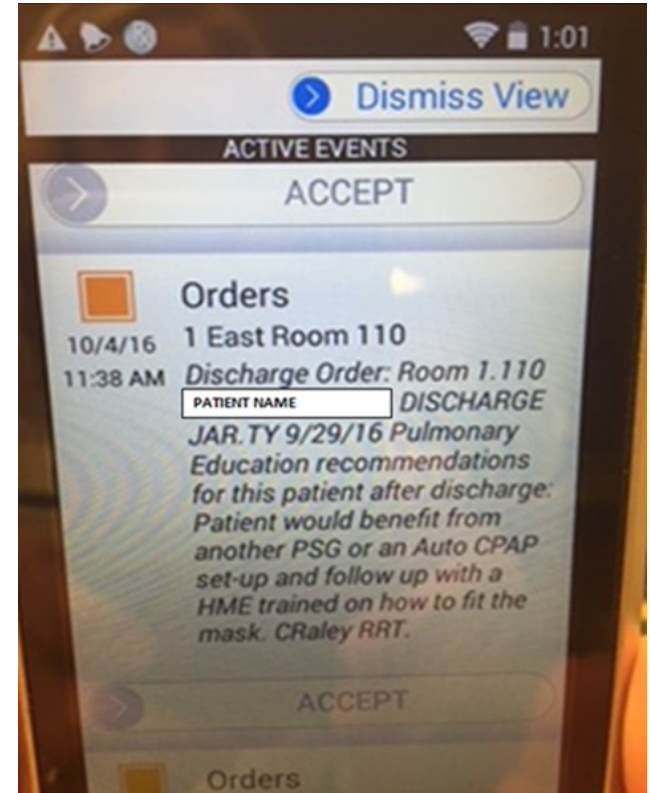 1:01
Dismiss View
ACTIVE EVENTS
ACCEPT
Orders
10/4/16
1 East Room 110
11:38 AM
Discharge Order: Room 1.110
PATIENT NAME DISCHARGE
JAR.TY 9/29/16 Pulmonary
Education recommendations
for this patient after discharge:
Patient would benefit from
another PSG or an Auto CPAP
set-up and follow up with a
HME trained on how to fit the
mask. CRaley RRT.
ACCEPT
Orders